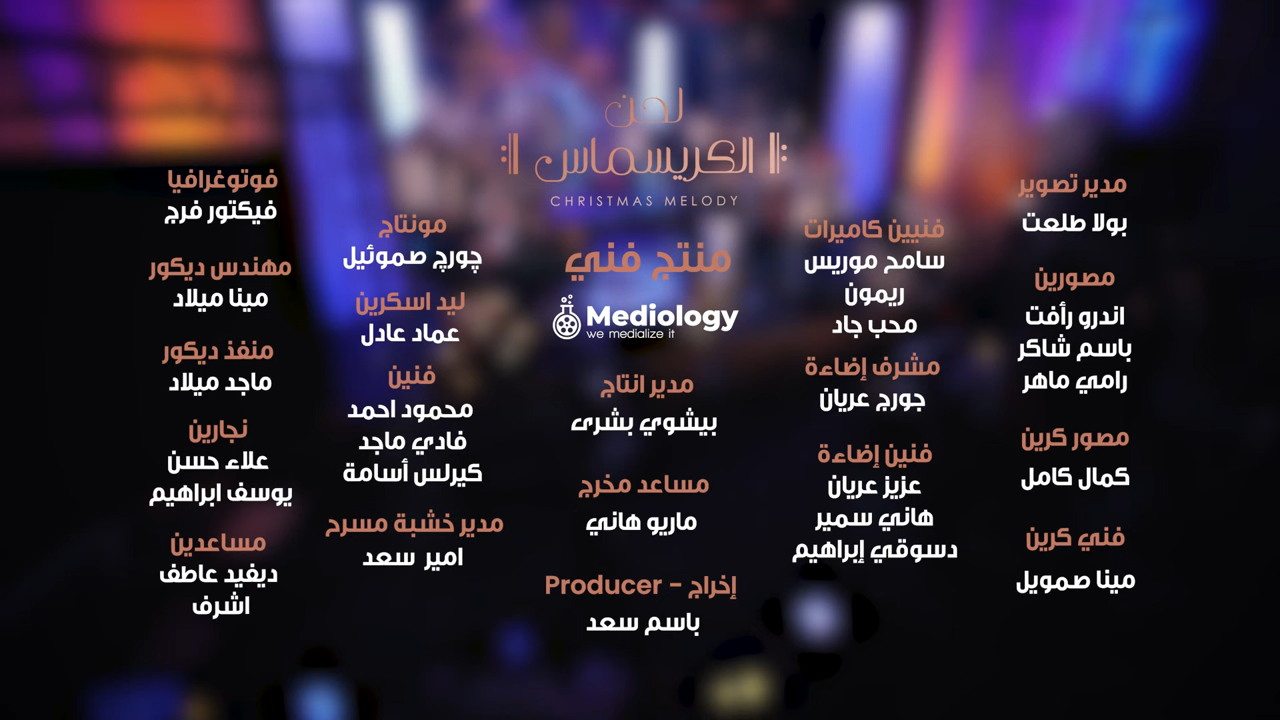 لحن
الكريسماس
CHRISTMAS MELODY
مدير تصوير
بولا طلعت
مصورين
اندرو رأفت
باسم شاكر
رامي ماهر
مصور كرين
كمال كامل
فني كرين
مينا صمويل
فنيين كاميرات
سامح موريس
ريمون
محب جاد
مشرف إضاءة
جورج عريان
فنين إضاءة
عزيز عريان
هاني سمير
دسوقي إبراهيم
منتج فني
Mediology
we medialize it
مدير انتاج
بيشوي بشرى
مساعد مخرج
ماريو هاني
إخراج - Producer
باسم سعد
مونتاج
چورچ صموئيل
ليد اسكرين
عماد عادل
فنين
محمود احمد
فادي ماجد
كيرلس أسامة
مدير خشبة مسرح
امير سعد
فوتوغرافيا
فيكتور فرج
مهندس ديكور
مينا ميلاد
منفذ ديكور
ماجد ميلاد
نجارين
علاء حسن
يوسف ابراهيم
مساعدين
ديفيد عاطف
اشرف